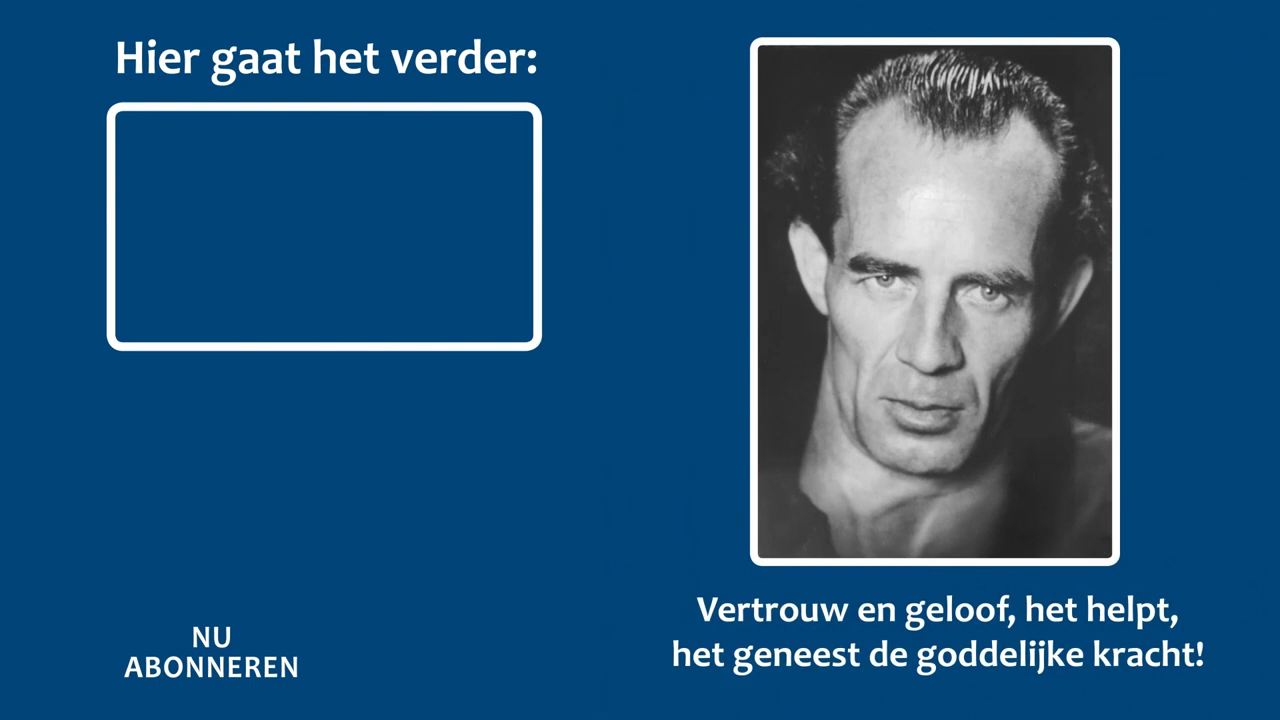 Hier gaat het verder:
NU
ABONNEREN
Vertrouw en geloof, het helpt,
het geneest de goddelijke kracht!